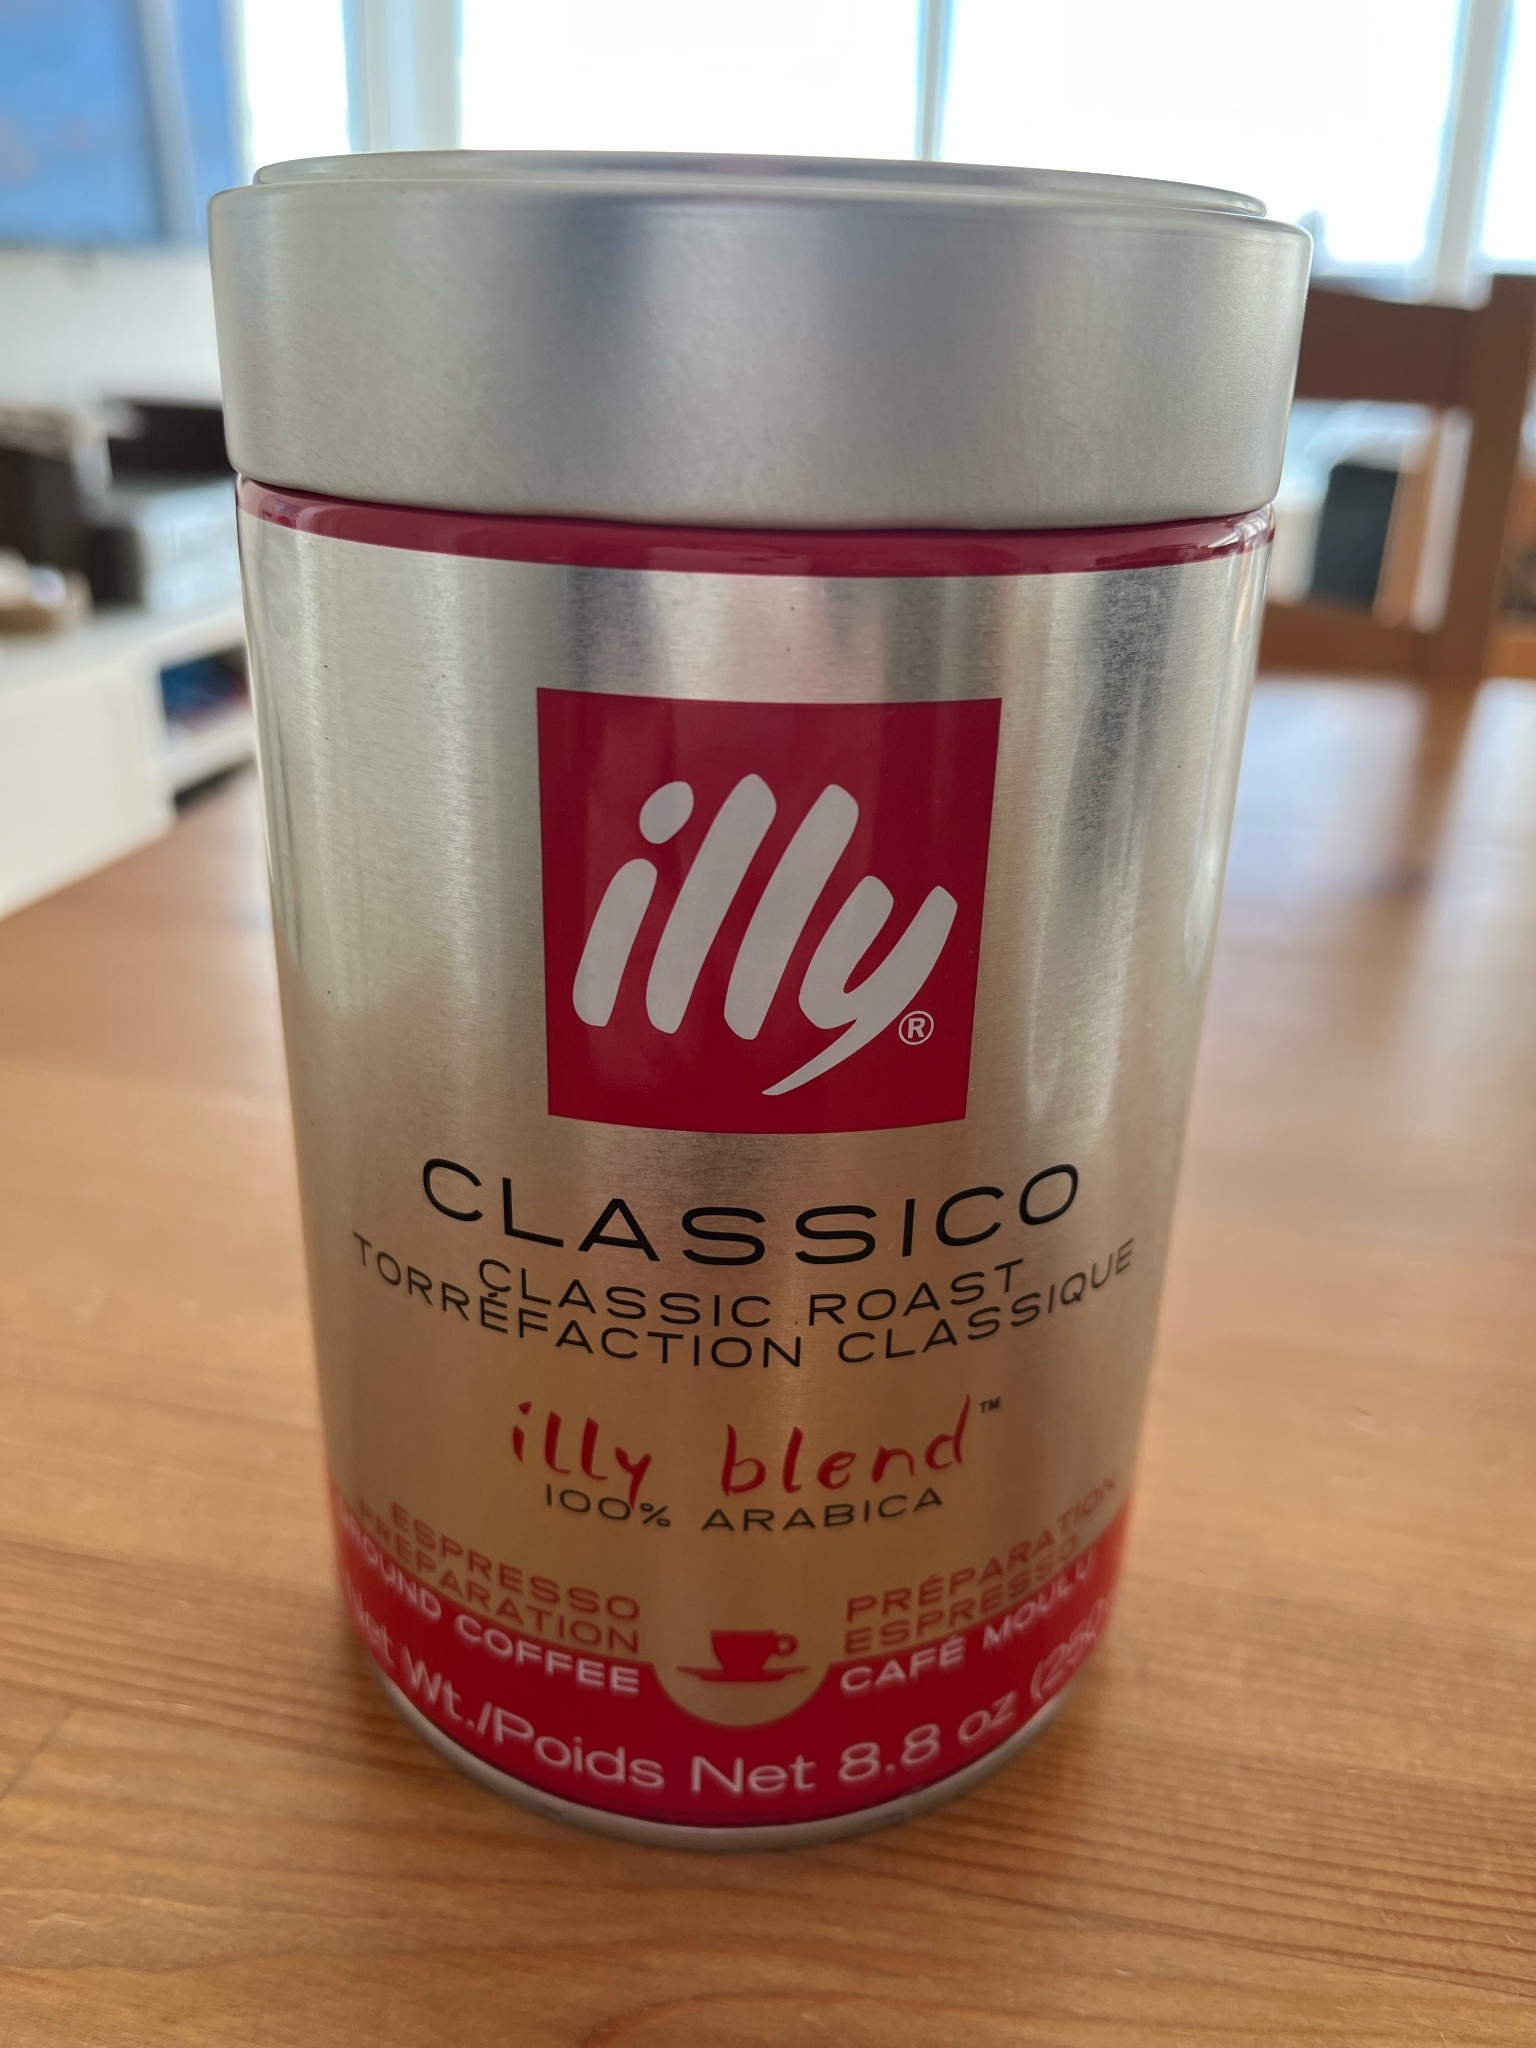 illy®
CLASSICO
CLASSIC ROAST
TORRÉFACTION CLASSIQUE
illy blend™
100% ARABICA
ESPRESSO
PREPARATION
GROUND COFFEE
PRÉPARATION
ESPRESSO
CAFÉ MOULU
Net Wt./Poids Net 8.8 oz